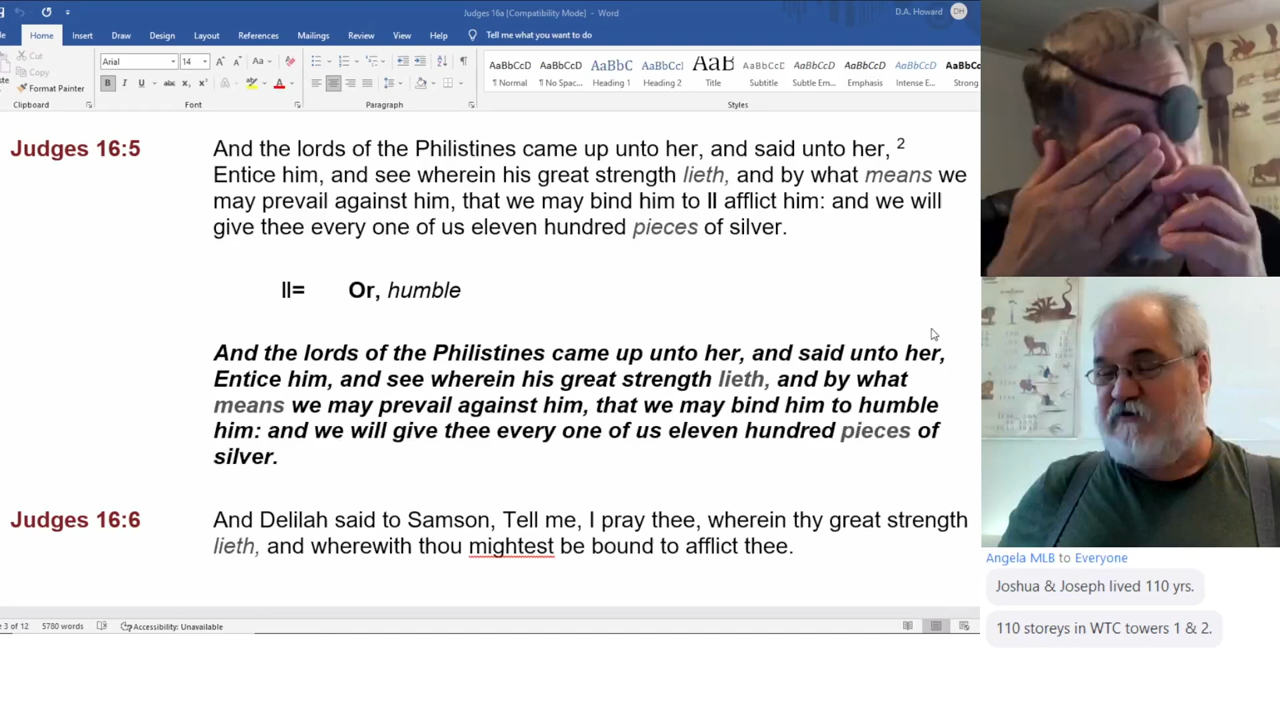 Judges 16a [Compatibility Mode] - Word
D.A. Howard
DH
Home Insert Draw Design Layout References Mailings Review View Help Tell me what you want to do
Cut
Copy
Format Painter
Clipboard
Arial 14
Font
Paragraph
AaBbCcD AaBbCcD AaBbC AaBbCc AaB AaBbCcD AaBbCcD AaBbCcD AaBbCcD AaBbC
¶ Normal ¶ No Spac... Heading 1 Heading 2 Title Subtitle Subtle Em... Emphasis Intense E... Strong
Styles
Judges 16:5 And the lords of the Philistines came up unto her, and said unto her, 2
Entice him, and see wherein his great strength lieth, and by what means we
may prevail against him, that we may bind him to ll afflict him: and we will
give thee every one of us eleven hundred pieces of silver.
ll= Or, humble
And the lords of the Philistines came up unto her, and said unto her,
Entice him, and see wherein his great strength lieth, and by what
means we may prevail against him, that we may bind him to humble
him: and we will give thee every one of us eleven hundred pieces of
silver.
Judges 16:6 And Delilah said to Samson, Tell me, I pray thee, wherein thy great strength
lieth, and wherewith thou mightest be bound to afflict thee.
3 of 12 5780 words Accessibility: Unavailable
Angela MLB to Everyone
Joshua & Joseph lived 110 yrs.
110 storeys in WTC towers 1 & 2.